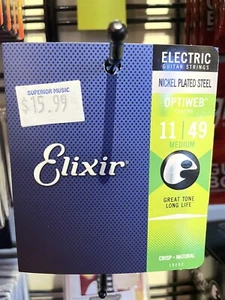 SUPERIOR MUSIC
$15.99
Elixir
ELECTRIC
GUITAR STRINGS
NICKEL PLATED STEEL
OPTIWEB
11/49
MEDIUM
GREAT TONE
LONG LIFE
CRISP • NATURAL